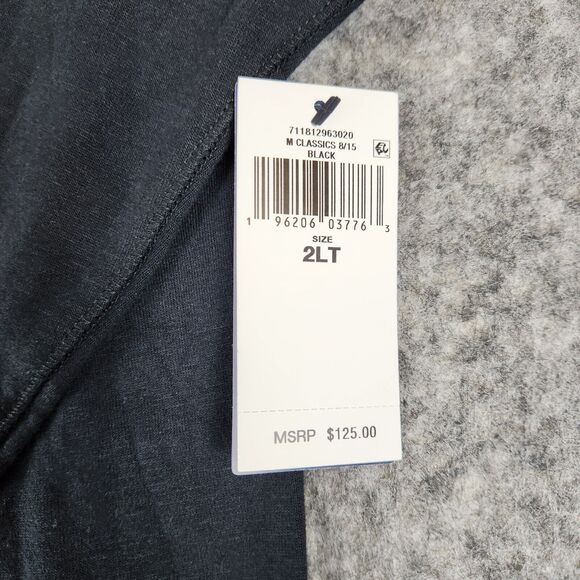 711812963020
M CLASSICS 8/15
BLACK
1 96206 03776 3
SIZE
2LT
MSRP $125.00